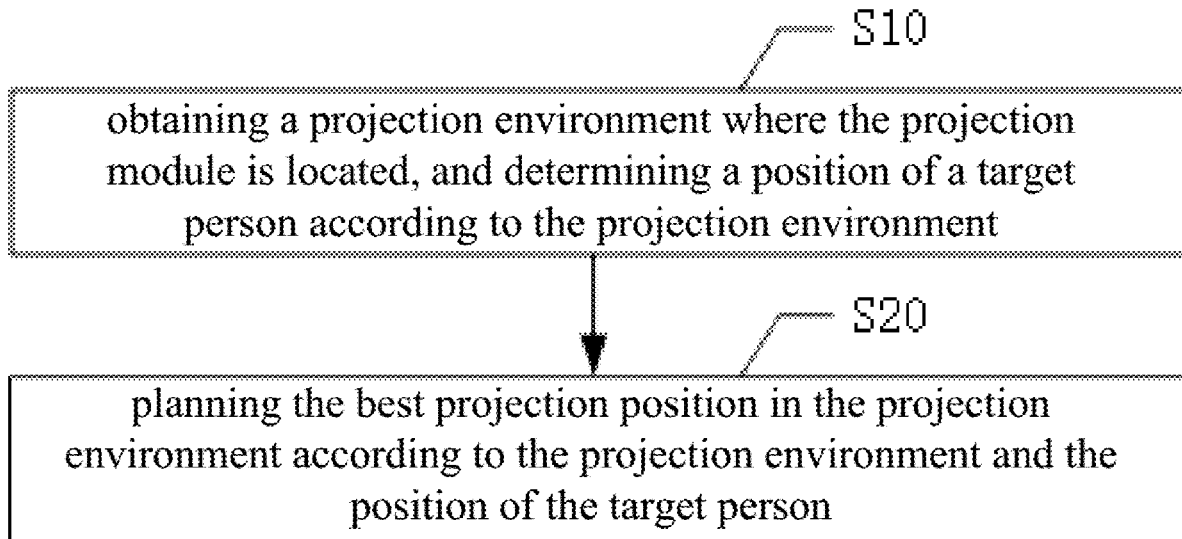 S10
obtaining a projection environment where the projection
module is located, and determining a position of a target
person according to the projection environment
S20
planning the best projection position in the projection
environment according to the projection environment and the
position of the target person